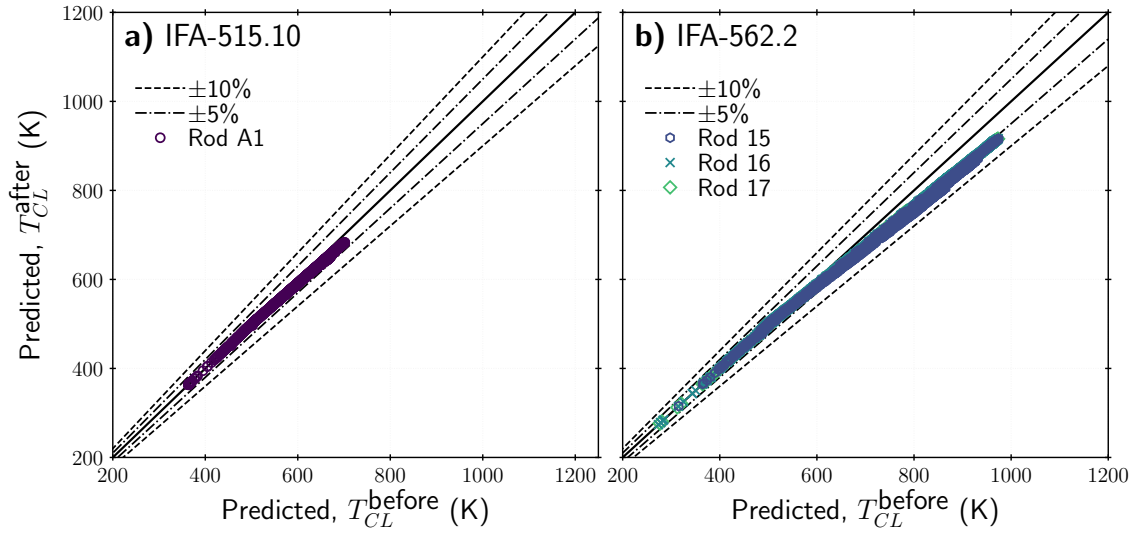 a) IFA-515.10
±10%
±5%
Rod A1
1200
1000
800
600
400
200
200 400 600 800 1000 1200
Predicted, T_CL^after (K)
Predicted, T_CL^before (K)
b) IFA-562.2
±10%
±5%
Rod 15
Rod 16
Rod 17
200 400 600 800 1000 1200
Predicted, T_CL^before (K)